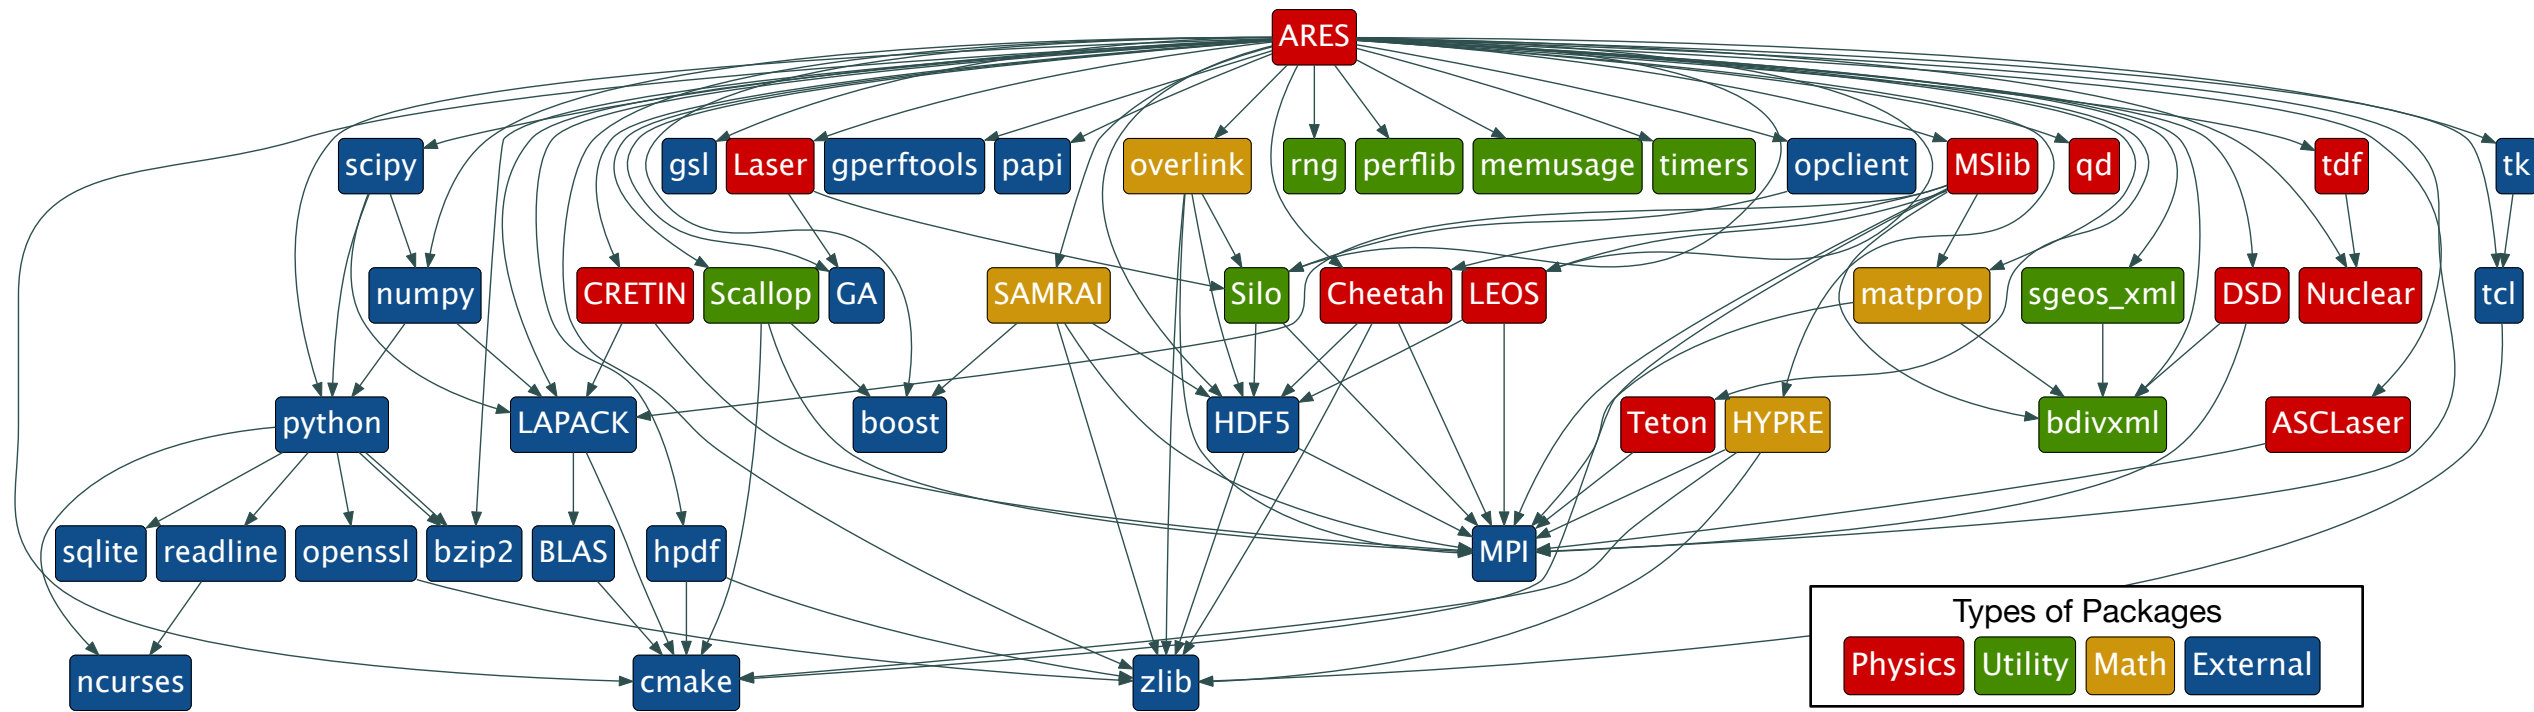 ARES
scipy gsl Laser gperftools papi overlink rng perflib memusage timers opclient MSlib qd tdf tk
numpy CRETIN Scallop GA SAMRAI Silo Cheetah LEOS matprop sgeos_xml DSD Nuclear tcl
python LAPACK boost HDF5 Teton HYPRE bdivxml ASCLaser
sqlite readline openssl bzip2 BLAS hpdf MPI
ncurses cmake zlib
Types of Packages
Physics Utility Math External